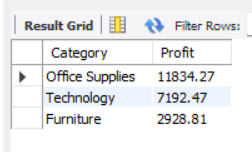 Result Grid Filter Rows:
Category Profit
Office Supplies 11834.27
Technology 7192.47
Furniture 2928.81